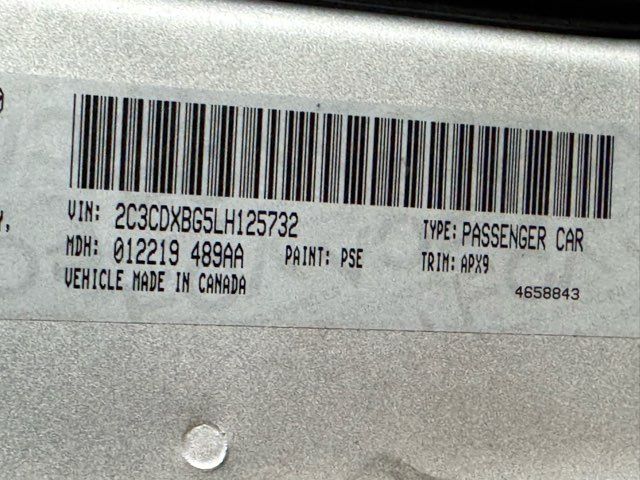 VIN: 2C3CDXBG5LH125732 TYPE: PASSENGER CAR
MDH: 012219 489AA PAINT: PSE TRIM: APX9
VEHICLE MADE IN CANADA 4658843